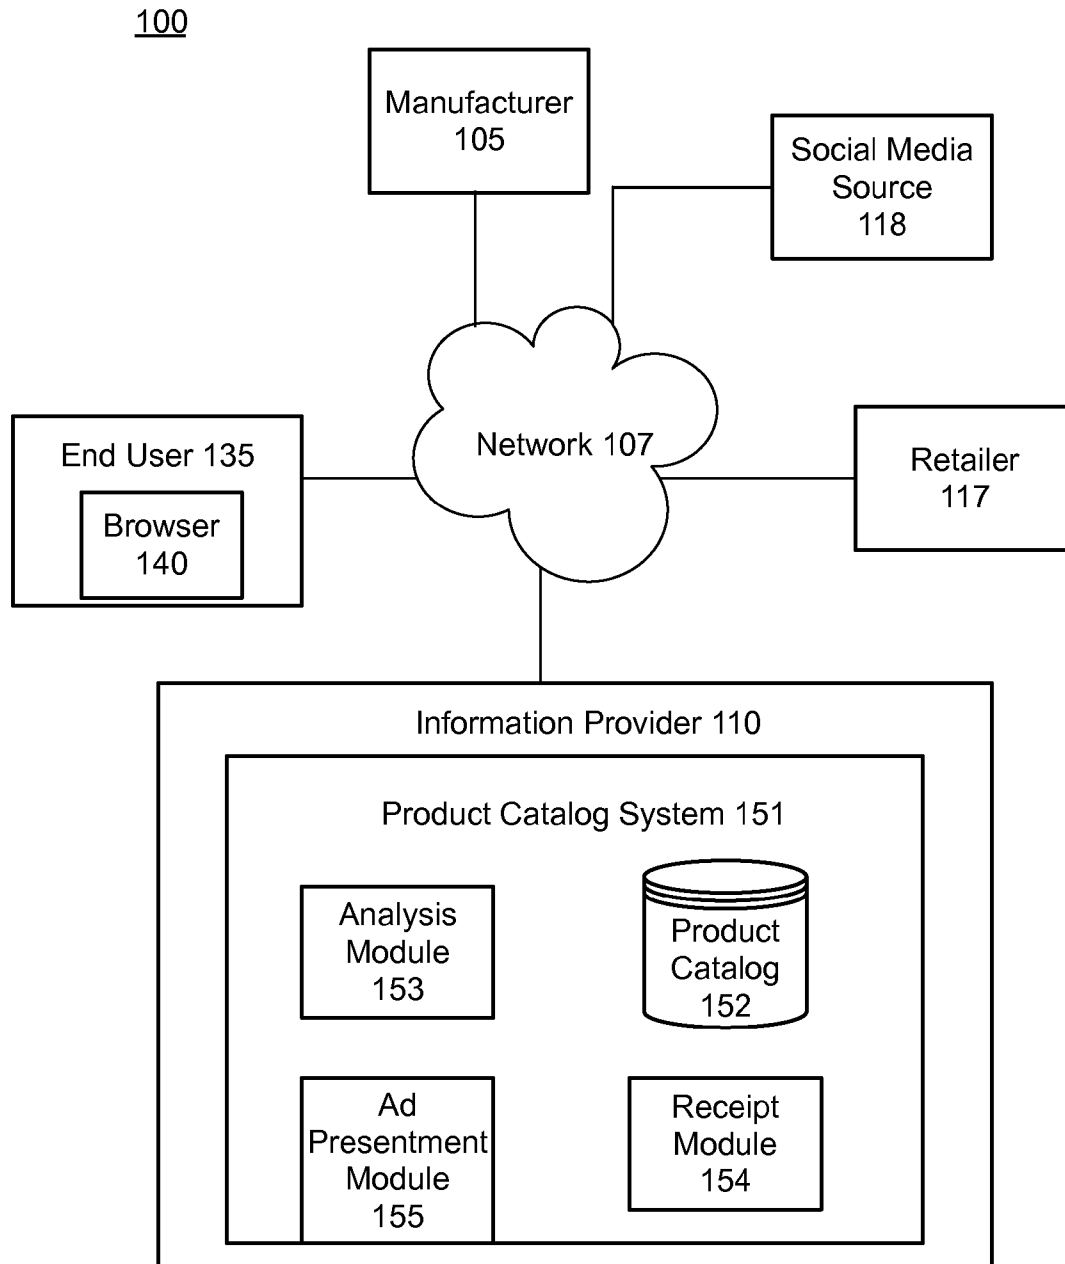 100
Manufacturer
105
Social Media
Source
118
Network 107
End User 135
Browser
140
Retailer
117
Information Provider 110
Product Catalog System 151
Analysis
Module
153
Product
Catalog
152
Ad
Presentment
Module
155
Receipt
Module
154